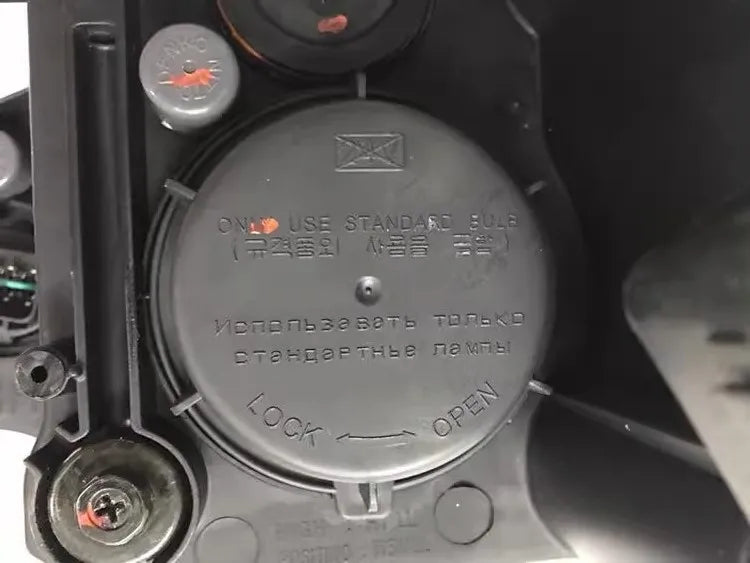 DENKO
ONLY USE STANDARD BULB
(규격품외 사용을 금함)
Использовать только
стандартные лампы
LOCK OPEN